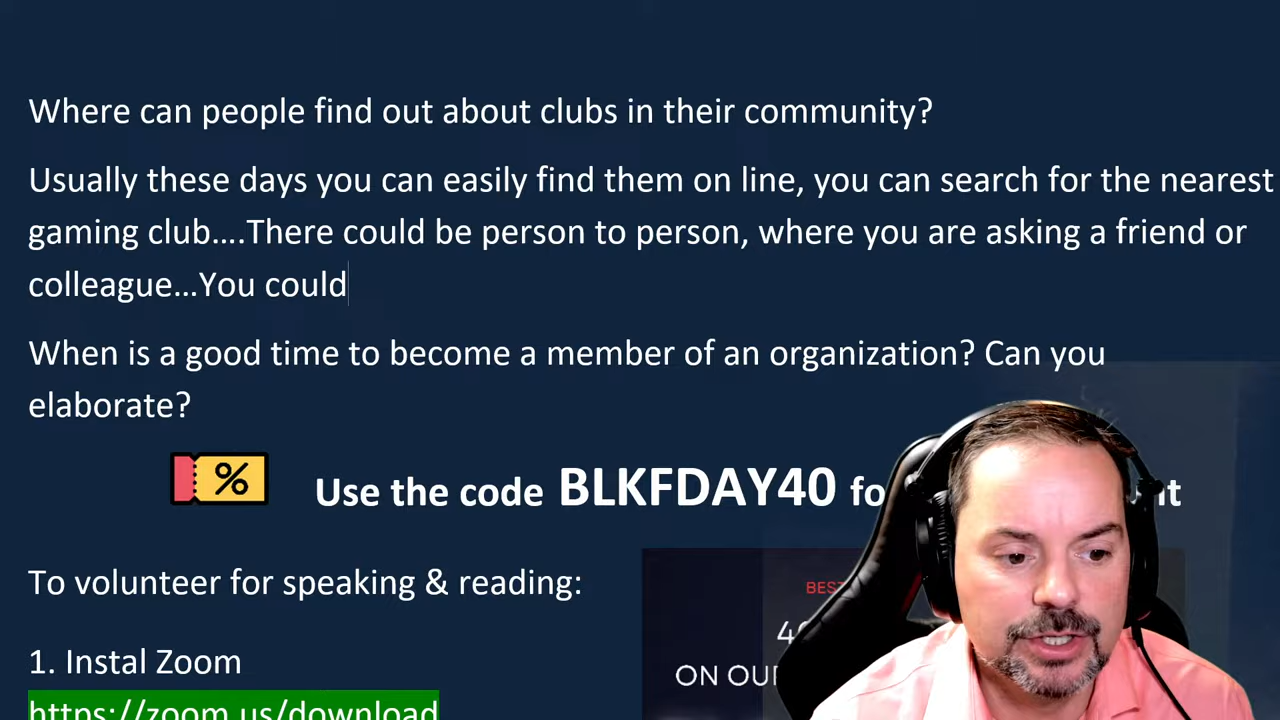 Where can people find out about clubs in their community?
Usually these days you can easily find them on line, you can search for the nearest
gaming club....There could be person to person, where you are asking a friend or
colleague...You could
When is a good time to become a member of an organization? Can you
elaborate?
%
Use the code BLKFDAY40
To volunteer for speaking & reading:
BEST
ON OUR
1. Instal Zoom
https://zoom.us/download